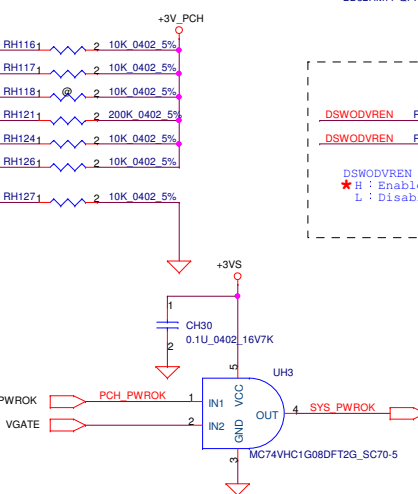 +3V_PCH
RH116 1 2 10K_0402_5%
RH117 1 2 10K_0402_5%
RH118 1 @ 2 10K_0402_5%
RH121 1 2 200K_0402_5%
RH124 1 2 10K_0402_5%
RH126 1 2 10K_0402_5%
RH127 1 2 10K_0402_5%
DSWODVREN
DSWODVREN
DSWODVREN
* H : Enabl
L : Disab
+3VS
1
CH30
0.1U_0402_16V7K
2
5
UH3
PWROK PCH_PWROK 1 IN1 VCC
OUT 4 SYS_PWROK
VGATE 2 IN2 GND
3
MC74VHC1G08DFT2G_SC70-5